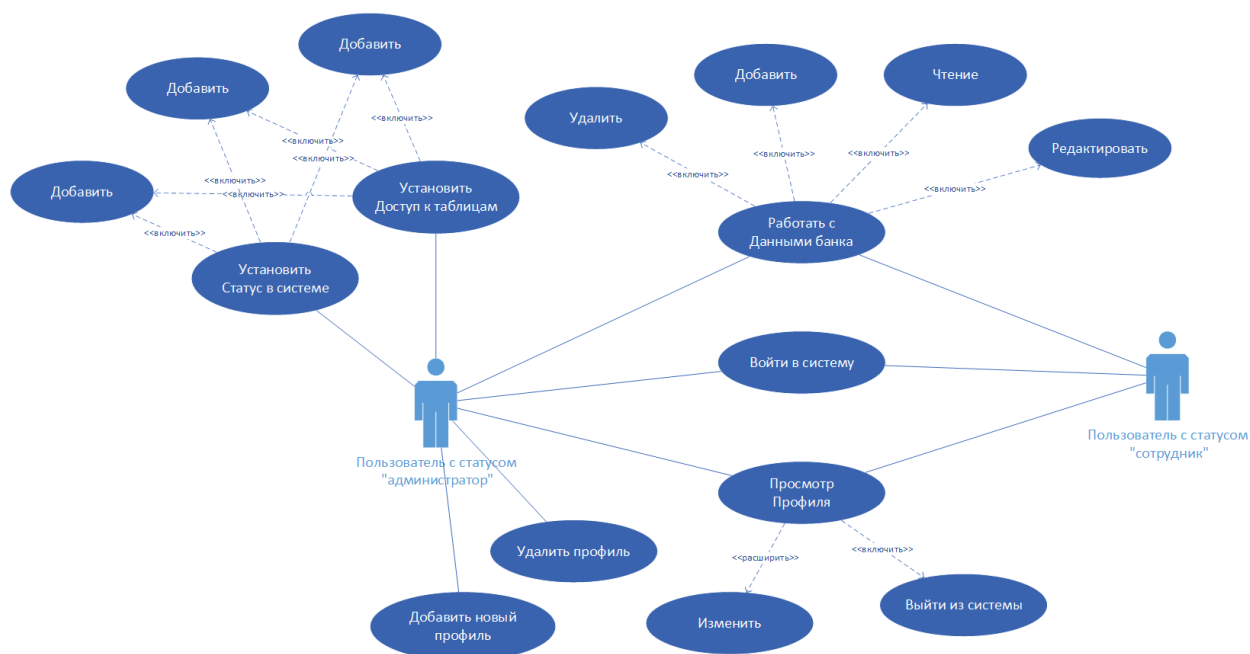 Добавить
Добавить
Чтение
Добавить
Добавить
Удалить
<<включить>>
<<включить>>
<<включить>>
Редактировать
<<включить>>
<<включить>>
<<включить>>
<<включить>>
Добавить
<<включить>>
<<включить>>
<<включить>>
Установить
Доступ к таблицам
<<включить>>
Работать с
Данными банка
Установить
Статус в системе
Войти в систему
Пользователь с статусом
"сотрудник"
Пользователь с статусом
"администратор"
Просмотр
Профиля
Удалить профиль
<<расширить>>
<<включить>>
Выйти из системы
Добавить новый
профиль
Изменить